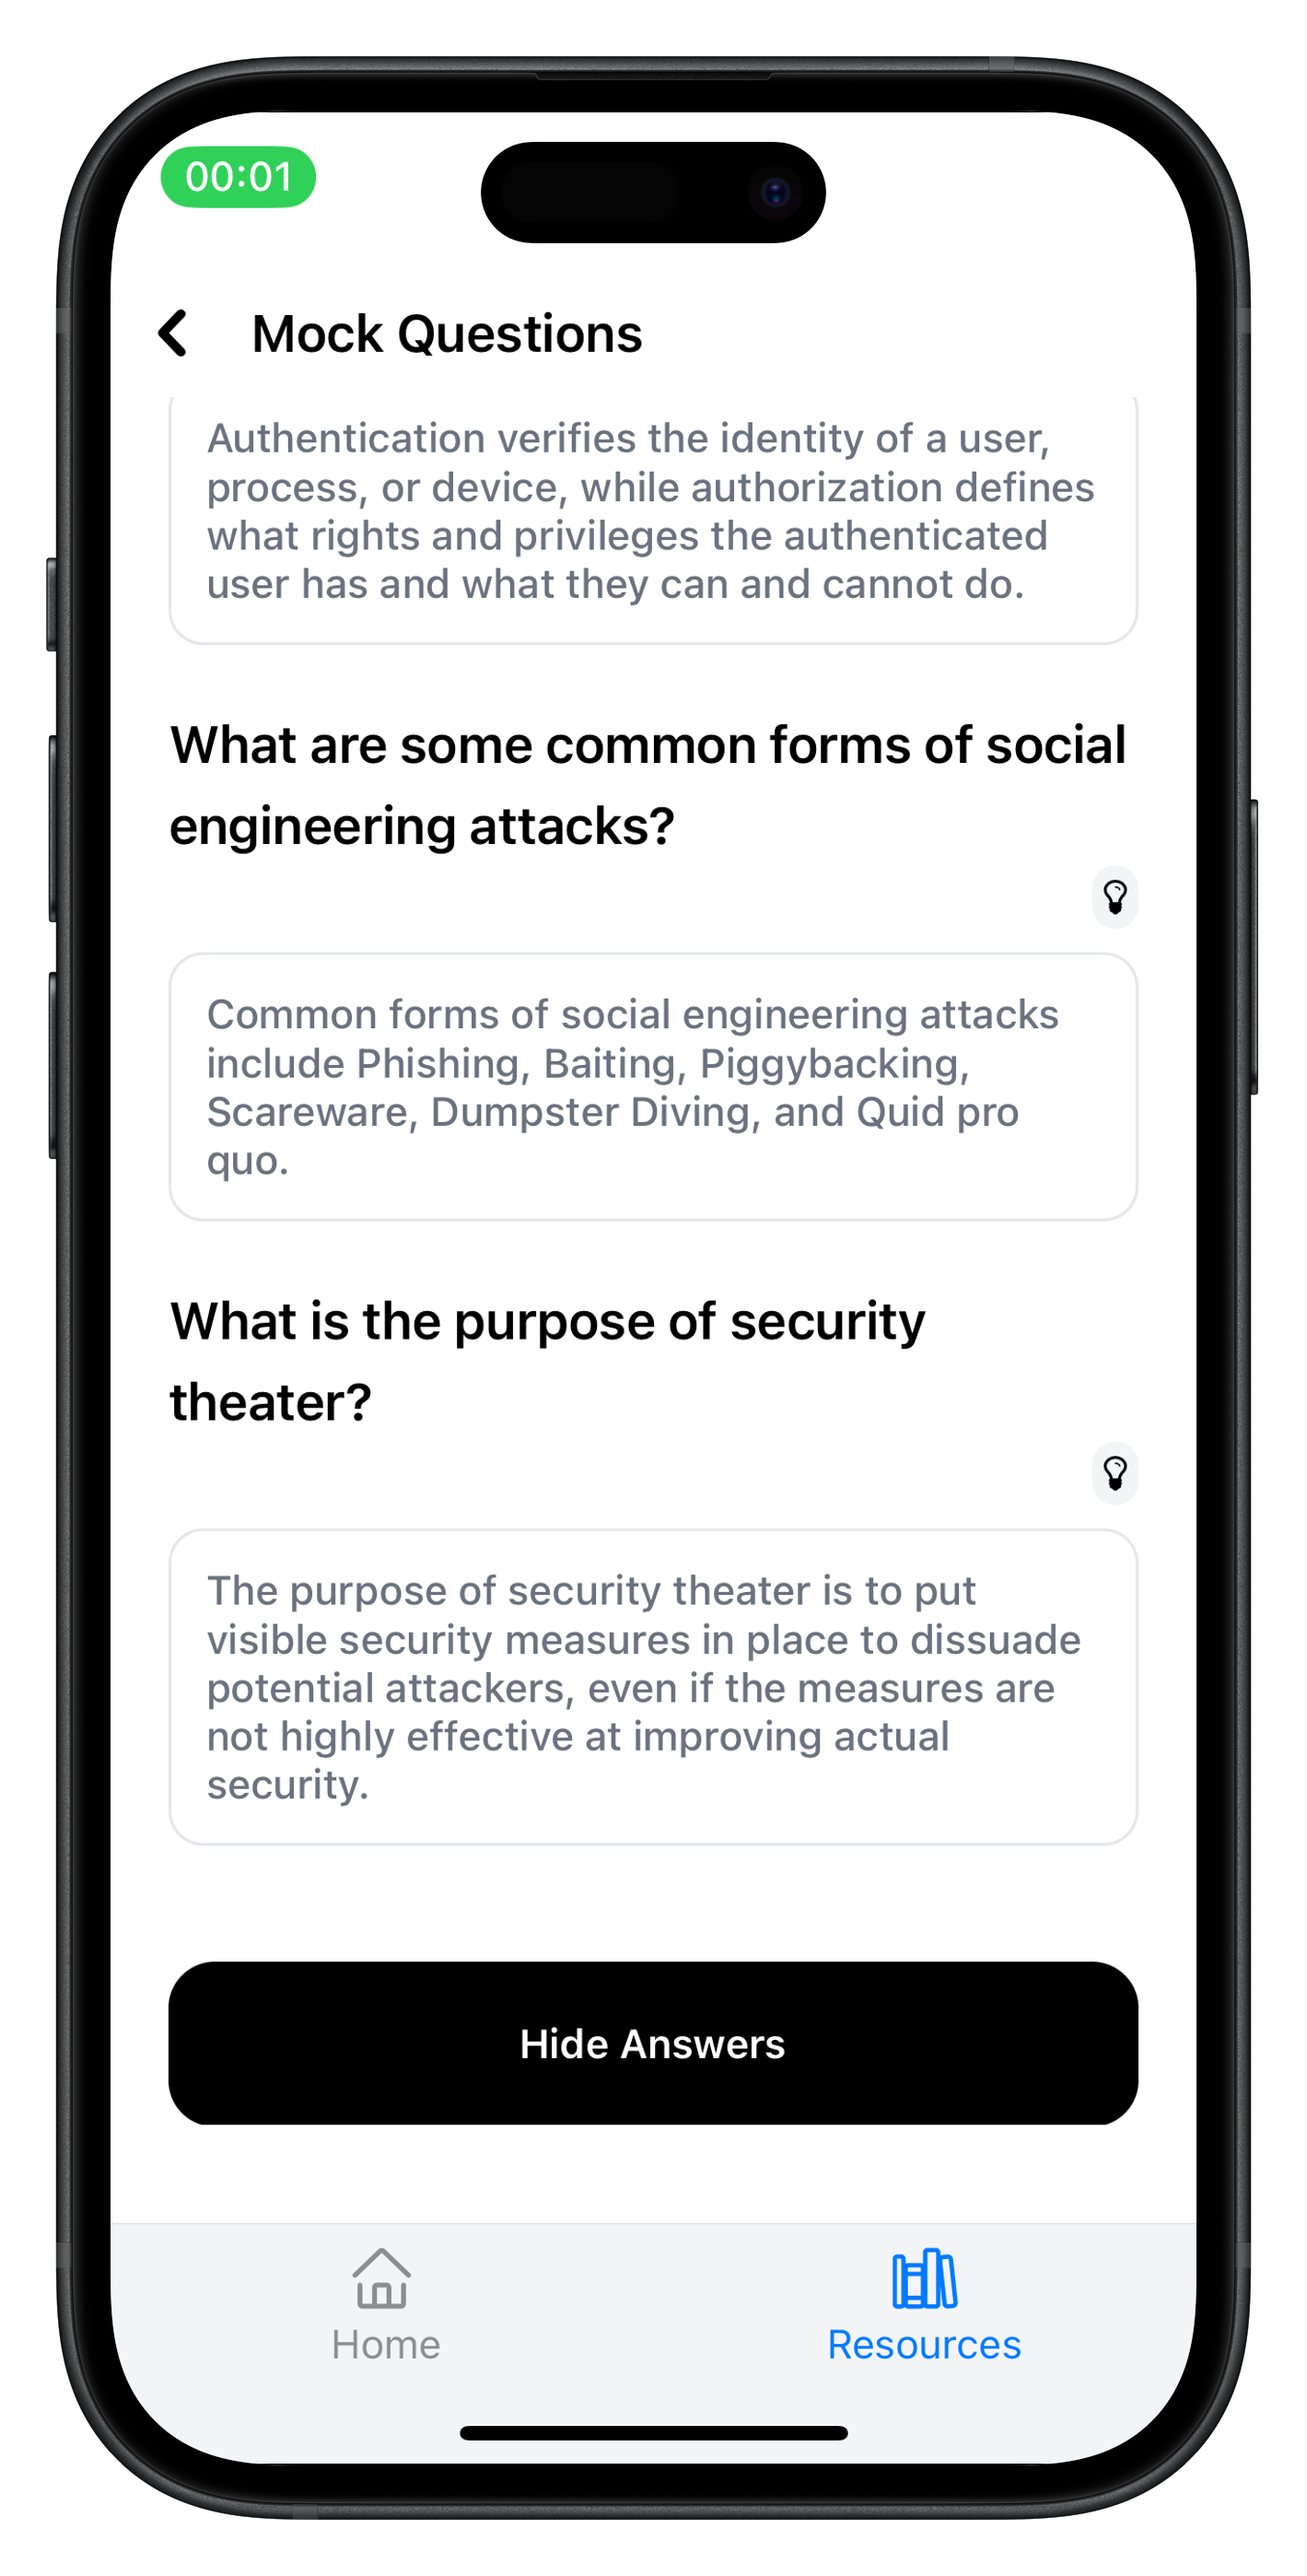 00:01
Mock Questions
Authentication verifies the identity of a user,
process, or device, while authorization defines
what rights and privileges the authenticated
user has and what they can and cannot do.
What are some common forms of social
engineering attacks?
Common forms of social engineering attacks
include Phishing, Baiting, Piggybacking,
Scareware, Dumpster Diving, and Quid pro
quo.
What is the purpose of security
theater?
The purpose of security theater is to put
visible security measures in place to dissuade
potential attackers, even if the measures are
not highly effective at improving actual
security.
Hide Answers
Home
Resources